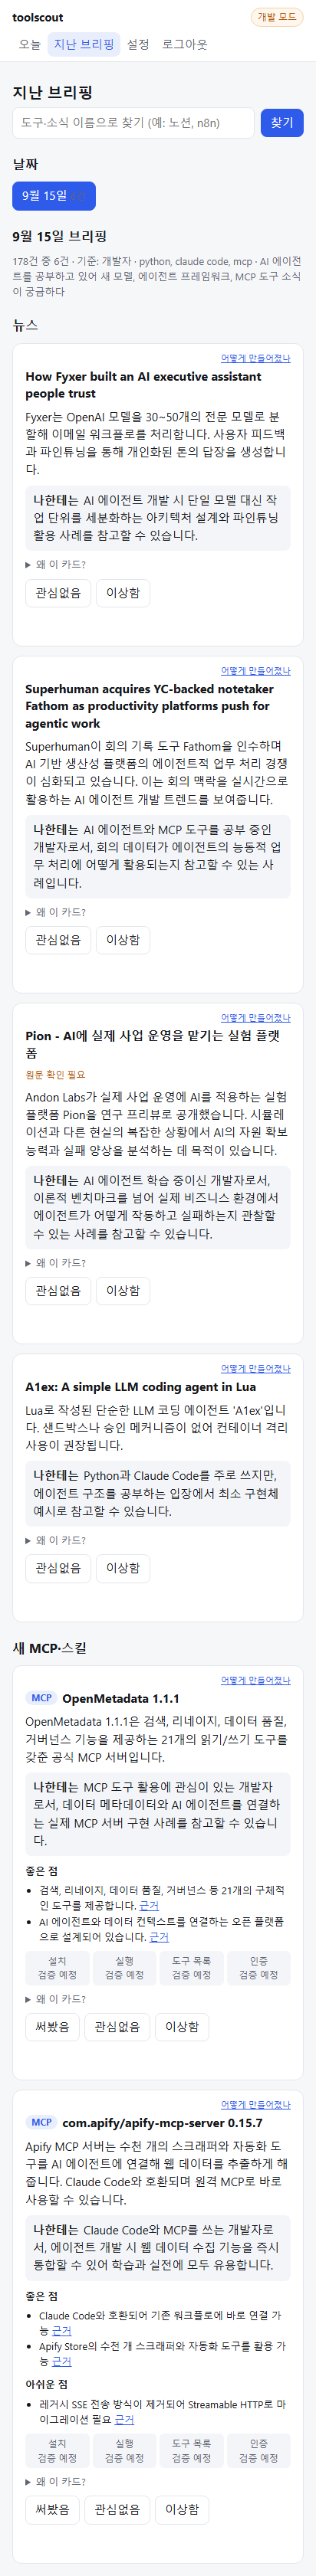 toolscout
개발 모드
오늘 지난 브리핑 설정 로그아웃
지난 브리핑
도구·소식 이름으로 찾기 (예: 노션, n8n)
찾기
날짜
9월 15일
9월 15일 브리핑
178건 중 6건 · 기준: 개발자 · python, claude code, mcp · AI 에이전
트를 공부하고 있어 새 모델, 에이전트 프레임워크, MCP 도구 소식
이 궁금하다
뉴스
어떻게 만들어졌나
How Fyxer built an AI executive assistant
people trust
Fyxer는 OpenAI 모델을 30~50개의 전문 모델로 분
할해 이메일 워크플로를 처리합니다. 사용자 피드백
과 파인튜닝을 통해 개인화된 톤의 답장을 생성합니
다.
나한테는 AI 에이전트 개발 시 단일 모델 대신 작
업 단위를 세분화하는 아키텍처 설계와 파인튜닝
활용 사례를 참고할 수 있습니다.
▶ 왜 이 카드?
관심없음 이상함
어떻게 만들어졌나
Superhuman acquires YC-backed notetaker
Fathom as productivity platforms push for
agentic work
Superhuman이 회의 기록 도구 Fathom을 인수하며
AI 기반 생산성 플랫폼의 에이전트적 업무 처리 경쟁
이 심화되고 있습니다. 이는 회의 맥락을 실시간으로
활용하는 AI 에이전트 개발 트렌드를 보여줍니다.
나한테는 AI 에이전트와 MCP 도구를 공부 중인
개발자로서, 회의 데이터가 에이전트의 능동적 업
무 처리에 어떻게 활용되는지 참고할 수 있는 사
례입니다.
▶ 왜 이 카드?
관심없음 이상함
어떻게 만들어졌나
Pion - AI에 실제 사업 운영을 맡기는 실험 플랫
폼
원문 확인 필요
Andon Labs가 실제 사업 운영에 AI를 적용하는 실험
플랫폼 Pion을 연구 프리뷰로 공개했습니다. 시뮬레
이션과 다른 현실의 복잡한 상황에서 AI의 자원 확보
능력과 실패 양상을 분석하는 데 목적이 있습니다.
나한테는 AI 에이전트 학습 중이신 개발자로서,
이론적 벤치마크를 넘어 실제 비즈니스 환경에서
에이전트가 어떻게 작동하고 실패하는지 관찰할
수 있는 사례를 참고할 수 있습니다.
▶ 왜 이 카드?
관심없음 이상함
어떻게 만들어졌나
A1ex: A simple LLM coding agent in Lua
Lua로 작성된 단순한 LLM 코딩 에이전트 'A1ex'입니
다. 샌드박스나 승인 메커니즘이 없어 컨테이너 격리
사용이 권장됩니다.
나한테는 Python과 Claude Code를 주로 쓰지만,
에이전트 구조를 공부하는 입장에서 최소 구현체
예시로 참고할 수 있습니다.
▶ 왜 이 카드?
관심없음 이상함
새 MCP·스킬
어떻게 만들어졌나
MCP OpenMetadata 1.1.1
OpenMetadata 1.1.1은 검색, 리네이지, 데이터 품질,
거버넌스 기능을 제공하는 21개의 읽기/쓰기 도구를
갖춘 공식 MCP 서버입니다.
나한테는 MCP 도구 활용에 관심이 있는 개발자
로서, 데이터 메타데이터와 AI 에이전트를 연결하
는 실제 MCP 서버 구현 사례를 참고할 수 있습니
다.
좋은 점
• 검색, 리네이지, 데이터 품질, 거버넌스 등 21개의 구체적
인 도구를 제공합니다. 근거
• AI 에이전트와 데이터 컨텍스트를 연결하는 오픈 플랫폼
으로 설계되어 있습니다. 근거
설치 실행 도구 목록 인증
검증 예정 검증 예정 검증 예정 검증 예정
▶ 왜 이 카드?
써봤음 관심없음 이상함
어떻게 만들어졌나
MCP com.apify/apify-mcp-server 0.15.7
Apify MCP 서버는 수천 개의 스크래퍼와 자동화 도
구를 AI 에이전트에 연결해 웹 데이터를 추출하게 해
줍니다. Claude Code와 호환되며 원격 MCP로 바로
사용할 수 있습니다.
나한테는 Claude Code와 MCP를 쓰는 개발자로
서, 에이전트 개발 시 웹 데이터 수집 기능을 즉시
통합할 수 있어 학습과 실전에 모두 유용합니다.
좋은 점
• Claude Code와 호환되어 기존 워크플로에 바로 연결 가
능 근거
• Apify Store의 수천 개 스크래퍼와 자동화 도구를 활용 가
능 근거
아쉬운 점
• 레거시 SSE 전송 방식이 제거되어 Streamable HTTP로 마
이그레이션 필요 근거
설치 실행 도구 목록 인증
검증 예정 검증 예정 검증 예정 검증 예정
▶ 왜 이 카드?
써봤음 관심없음 이상함